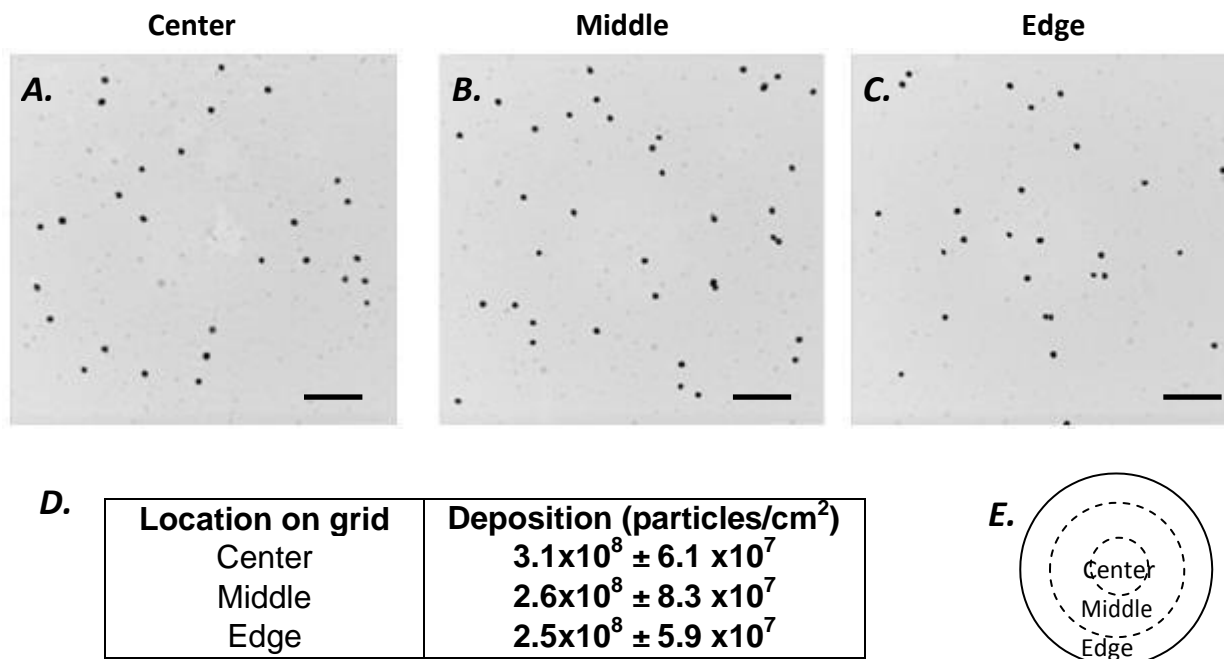 Center Middle Edge
A. B. C.
D.
Location on grid Deposition (particles/cm²)
Center 3.1x10⁸ ± 6.1 x10⁷
Middle 2.6x10⁸ ± 8.3 x10⁷
Edge 2.5x10⁸ ± 5.9 x10⁷
E.
Center
Middle
Edge